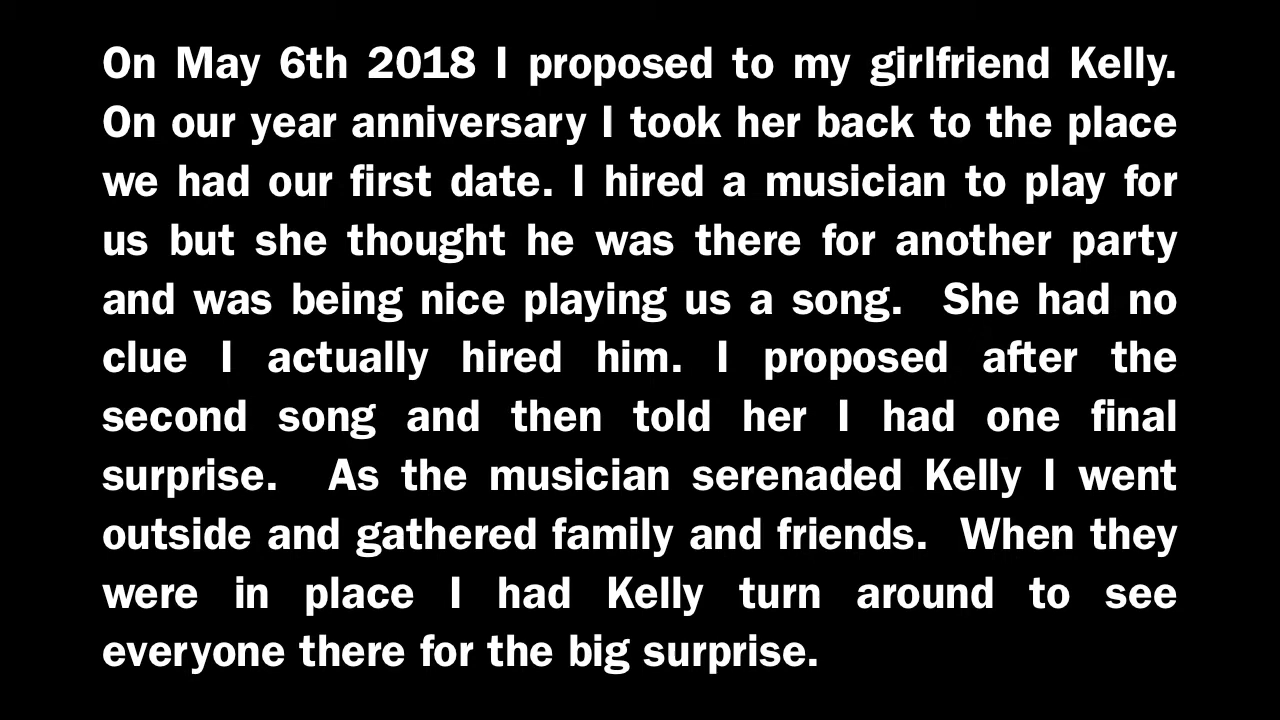 On May 6th 2018 I proposed to my girlfriend Kelly.
On our year anniversary I took her back to the place
we had our first date. I hired a musician to play for
us but she thought he was there for another party
and was being nice playing us a song.  She had no
clue I actually hired him. I proposed after the
second song and then told her I had one final
surprise.  As the musician serenaded Kelly I went
outside and gathered family and friends.  When they
were in place I had Kelly turn around to see
everyone there for the big surprise.